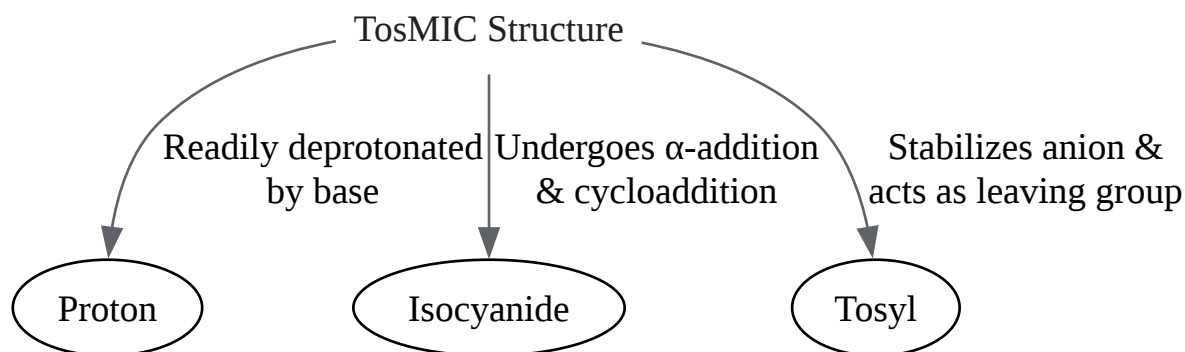 TosMIC Structure
Readily deprotonated
by base
Undergoes α-addition
& cycloaddition
Stabilizes anion &
acts as leaving group
Proton
Isocyanide
Tosyl